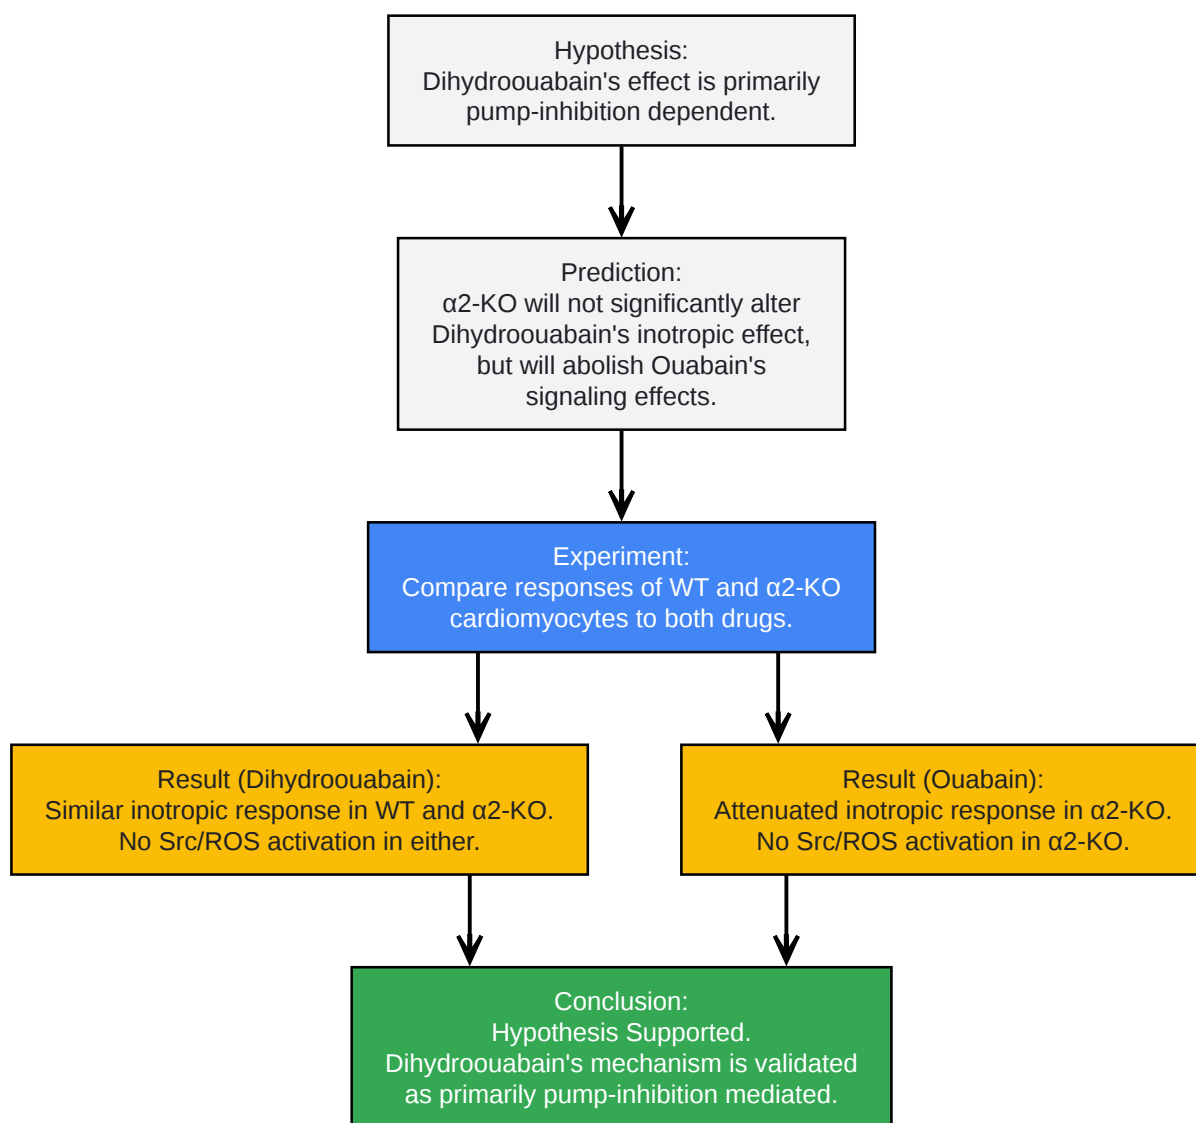 Hypothesis:
Dihydroouabain's effect is primarily
pump-inhibition dependent.
Prediction:
α2-KO will not significantly alter
Dihydroouabain's inotropic effect,
but will abolish Ouabain's
signaling effects.
Experiment:
Compare responses of WT and α2-KO
cardiomyocytes to both drugs.
Result (Dihydroouabain):
Similar inotropic response in WT and α2-KO.
No Src/ROS activation in either.
Result (Ouabain):
Attenuated inotropic response in α2-KO.
No Src/ROS activation in α2-KO.
Conclusion:
Hypothesis Supported.
Dihydroouabain's mechanism is validated
as primarily pump-inhibition mediated.